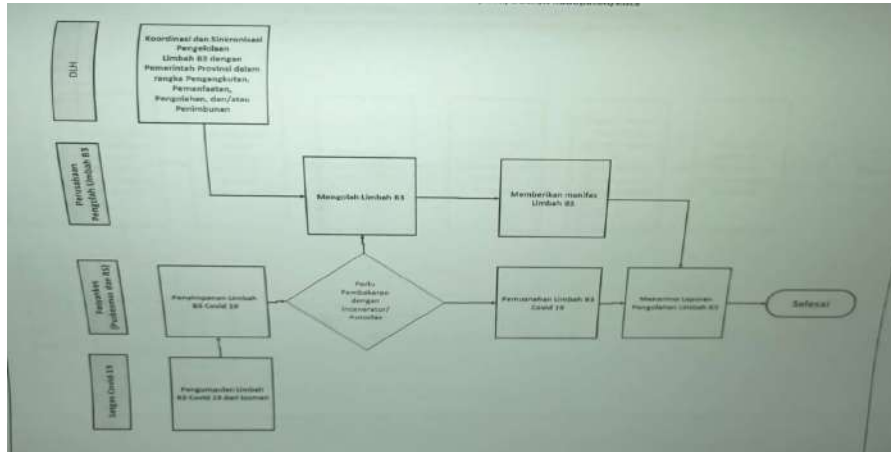 DLH
Koordinasi dan Sinkronisasi
Pengelolaan
Limbah B3 dengan
Pemerintah Provinsi dalam
rangka Pengangkutan,
Pemanfaatan,
Pengolahan, dan/atau
Penimbunan
Perusahaan
Pengolah Limbah B3
Mengolah Limbah B3
Memberikan manifes
Limbah B3
Fasyankes
(Puskesmas dan RS)
Penyimpanan Limbah
B3 Covid 19
Perlu
Pembakaran
dengan
Incenerator/
Autoclav
Pemusnahan Limbah B3
Covid 19
Menerima Laporan
Pengolahan Limbah B3
Selesai
Satgas Covid-19
Pengumpulan Limbah
B3 Covid 19 dari Isoman